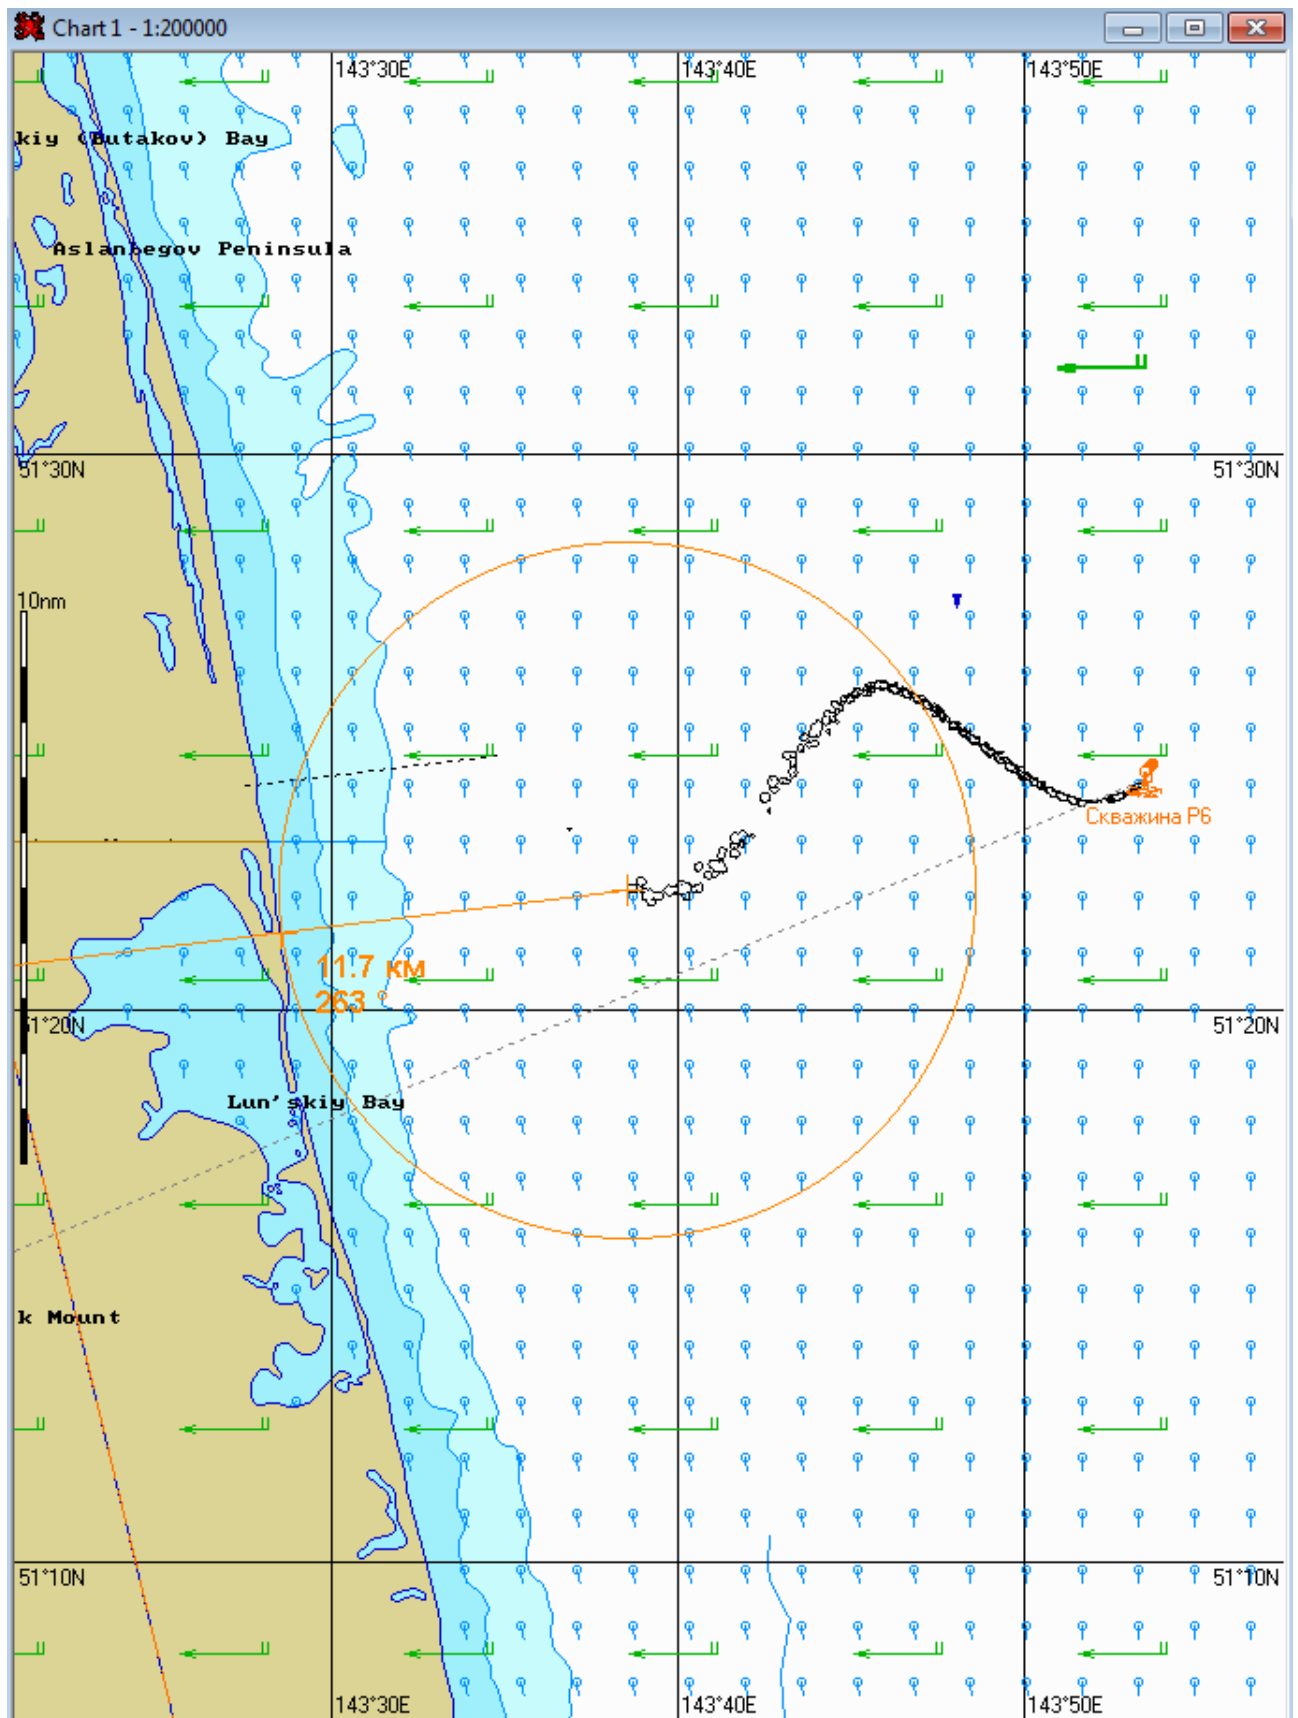 Chart 1 - 1:200000
143°30E
143°40E
143°50E
kiy (Butakov) Bay
Aslanbegov Peninsula
51°30N
51°30N
10nm
Скважина Р6
11.7 км
263 °
51°20N
51°20N
Lun'skiy Bay
k Mount
51°10N
51°10N
143°30E
143°40E
143°50E